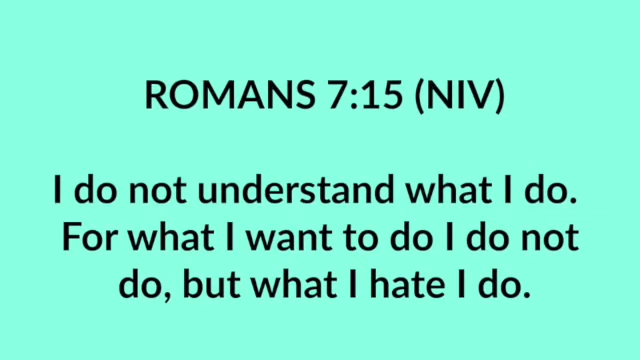 ROMANS 7:15 (NIV)
I do not understand what I do.
For what I want to do I do not
do, but what I hate I do.